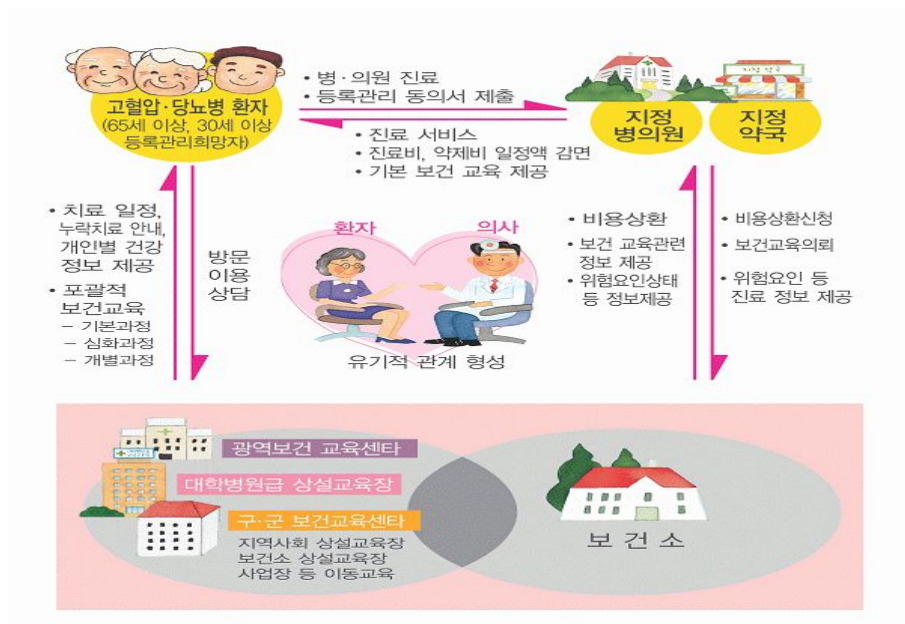 고혈압·당뇨병 환자
(65세 이상, 30세 이상
등록관리희망자)
• 병·의원 진료
• 등록관리 동의서 제출
• 진료 서비스
• 진료비, 약제비 일정액 감면
• 기본 보건 교육 제공
지정
병의원
지정 약국
지정
약국
• 치료 일정,
누락치료 안내,
개인별 건강
정보 제공
• 포괄적
보건교육
– 기본과정
– 심화과정
– 개별과정
방문
이용
상담
환자
의사
유기적 관계 형성
• 비용상환
• 보건 교육관련
정보 제공
• 위험요인상태
등 정보제공
• 비용상환신청
• 보건교육의뢰
• 위험요인 등
진료 정보 제공
광역보건 교육센타
대학병원급 상설교육장
구·군 보건교육센타
지역사회 상설교육장
보건소 상설교육장
사업장 등 이동교육
보건소